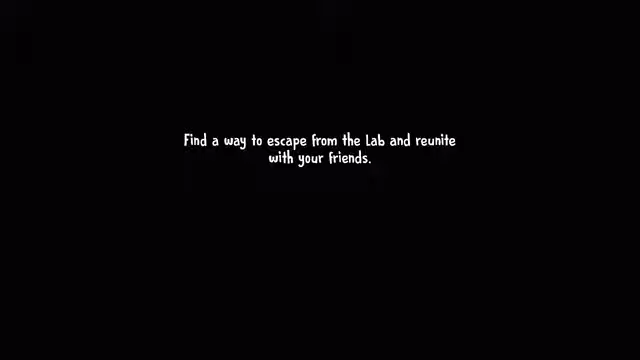 Find a way to escape from the Lab and reunite
with your friends.